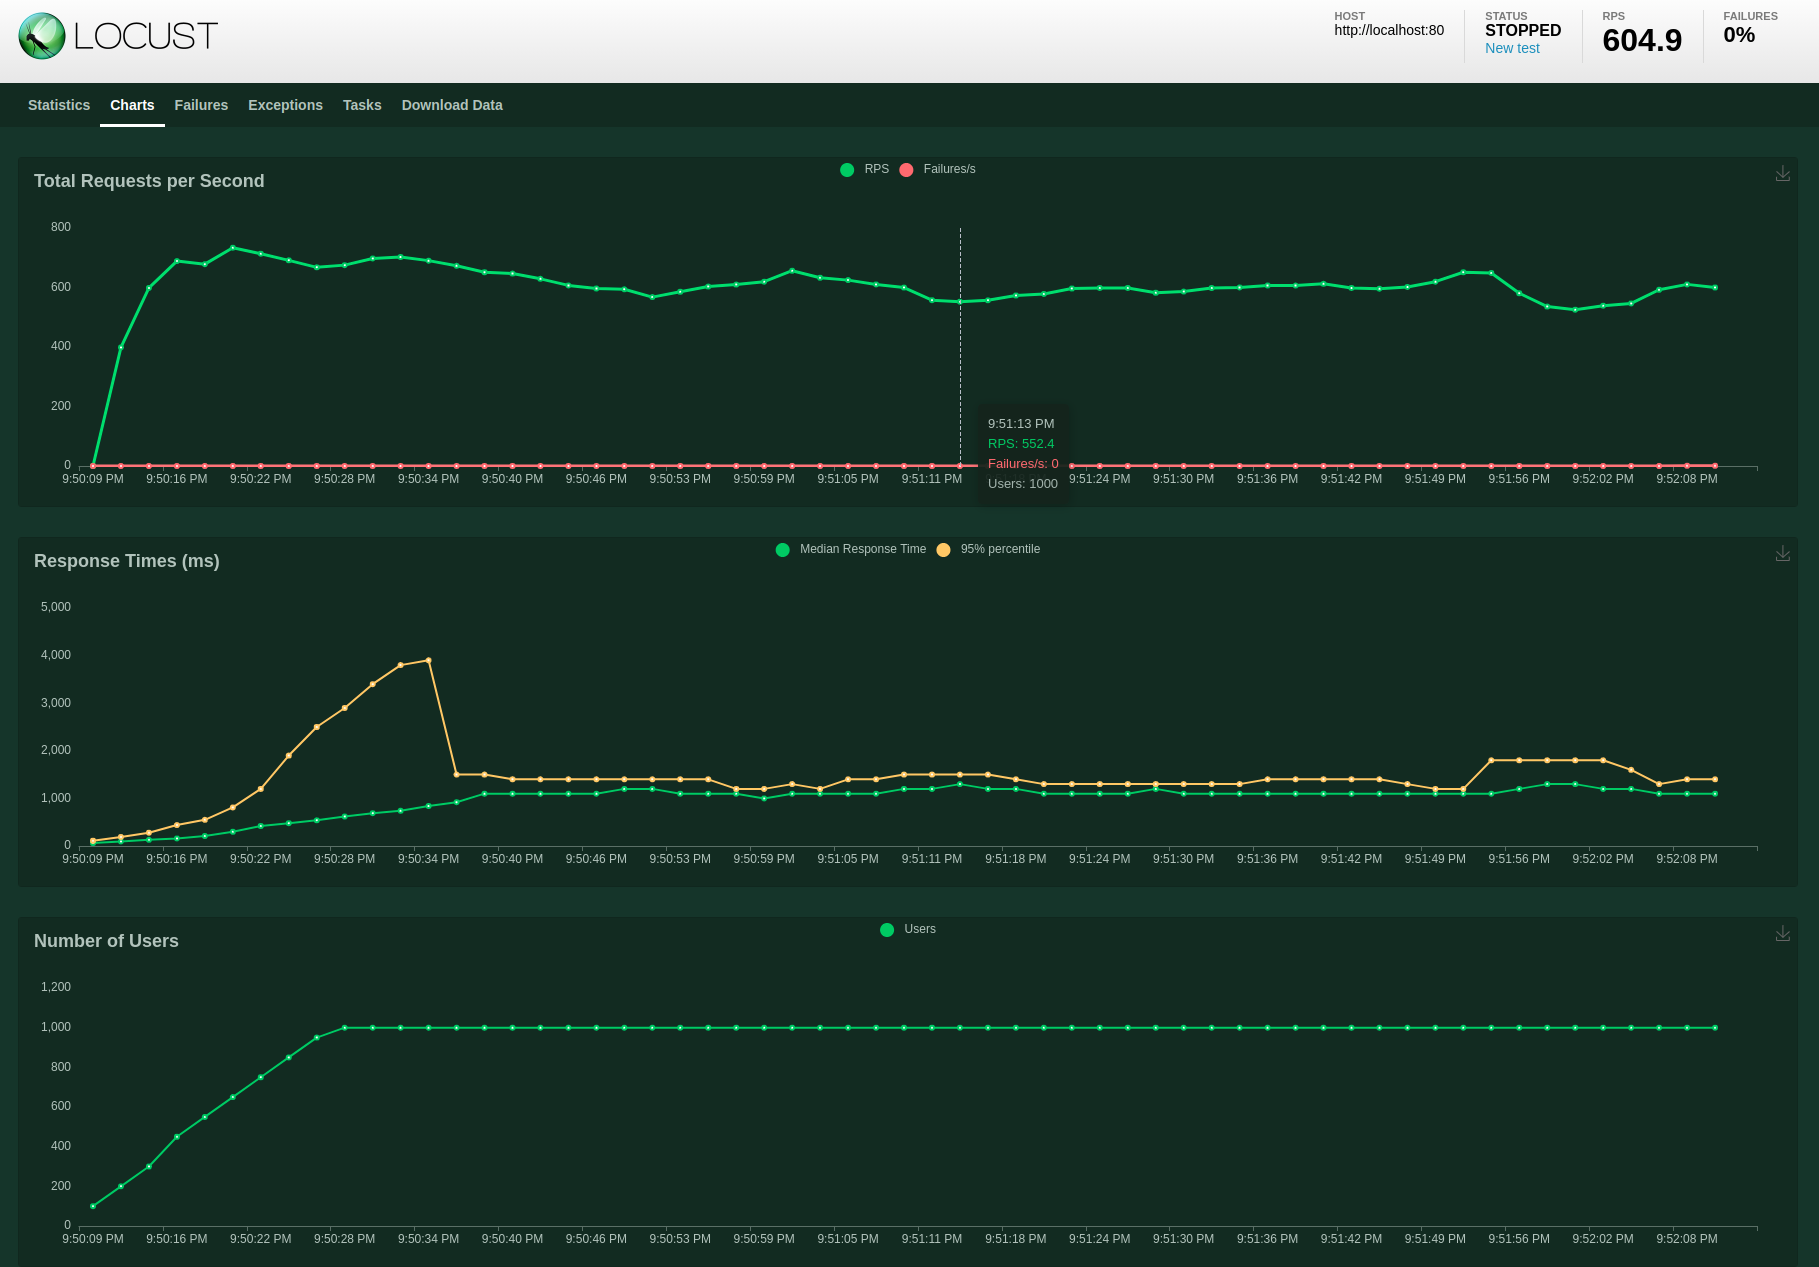 LOCUST
HOST
http://localhost:80
STATUS
STOPPED
New test
RPS
604.9
FAILURES
0%
Statistics Charts Failures Exceptions Tasks Download Data
Total Requests per Second
RPS Failures/s
800
600
400
200
0
9:51:13 PM
RPS: 552.4
Failures/s: 0
Users: 1000
9:50:09 PM 9:50:16 PM 9:50:22 PM 9:50:28 PM 9:50:34 PM 9:50:40 PM 9:50:46 PM 9:50:53 PM 9:50:59 PM 9:51:05 PM 9:51:11 PM 9:51:24 PM 9:51:30 PM 9:51:36 PM 9:51:42 PM 9:51:49 PM 9:51:56 PM 9:52:02 PM 9:52:08 PM
Response Times (ms)
Median Response Time 95% percentile
5,000
4,000
3,000
2,000
1,000
0
9:50:09 PM 9:50:16 PM 9:50:22 PM 9:50:28 PM 9:50:34 PM 9:50:40 PM 9:50:46 PM 9:50:53 PM 9:50:59 PM 9:51:05 PM 9:51:11 PM 9:51:18 PM 9:51:24 PM 9:51:30 PM 9:51:36 PM 9:51:42 PM 9:51:49 PM 9:51:56 PM 9:52:02 PM 9:52:08 PM
Number of Users
Users
1,200
1,000
800
600
400
200
0
9:50:09 PM 9:50:16 PM 9:50:22 PM 9:50:28 PM 9:50:34 PM 9:50:40 PM 9:50:46 PM 9:50:53 PM 9:50:59 PM 9:51:05 PM 9:51:11 PM 9:51:18 PM 9:51:24 PM 9:51:30 PM 9:51:36 PM 9:51:42 PM 9:51:49 PM 9:51:56 PM 9:52:02 PM 9:52:08 PM